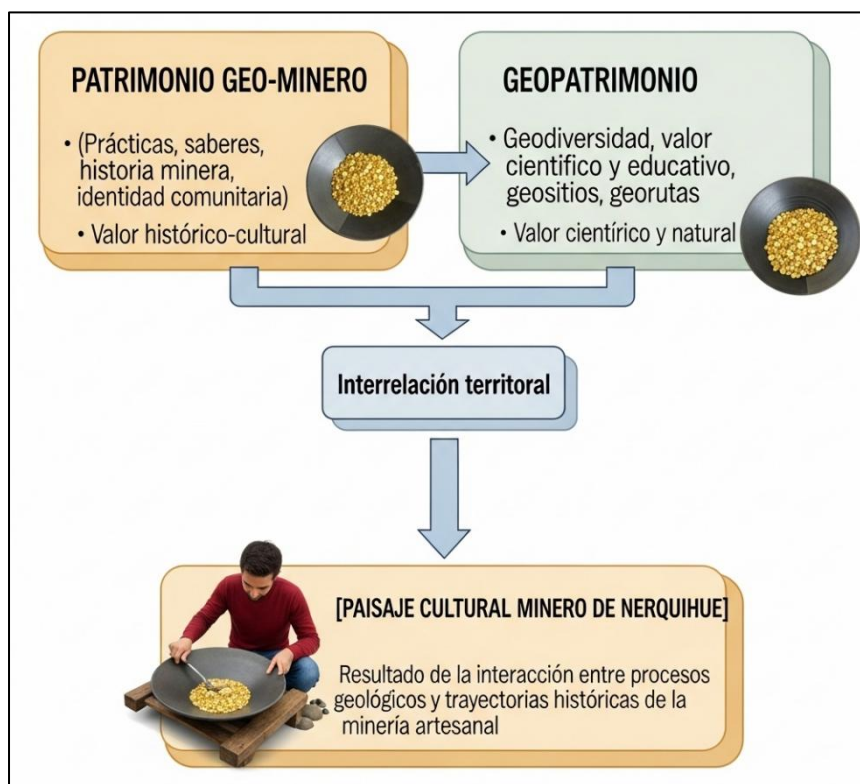 PATRIMONIO GEO-MINERO
• (Prácticas, saberes,
historia minera,
identidad comunitaria)
• Valor histórico-cultural
GEOPATRIMONIO
• Geodiversidad, valor
científico y educativo,
geositios, georutas
• Valor cientírico y natural
Interrelación territorial
[PAISAJE CULTURAL MINERO DE NERQUIHUE]
Resultado de la interacción entre procesos
geológicos y trayectorias históricas de la
minería artesanal